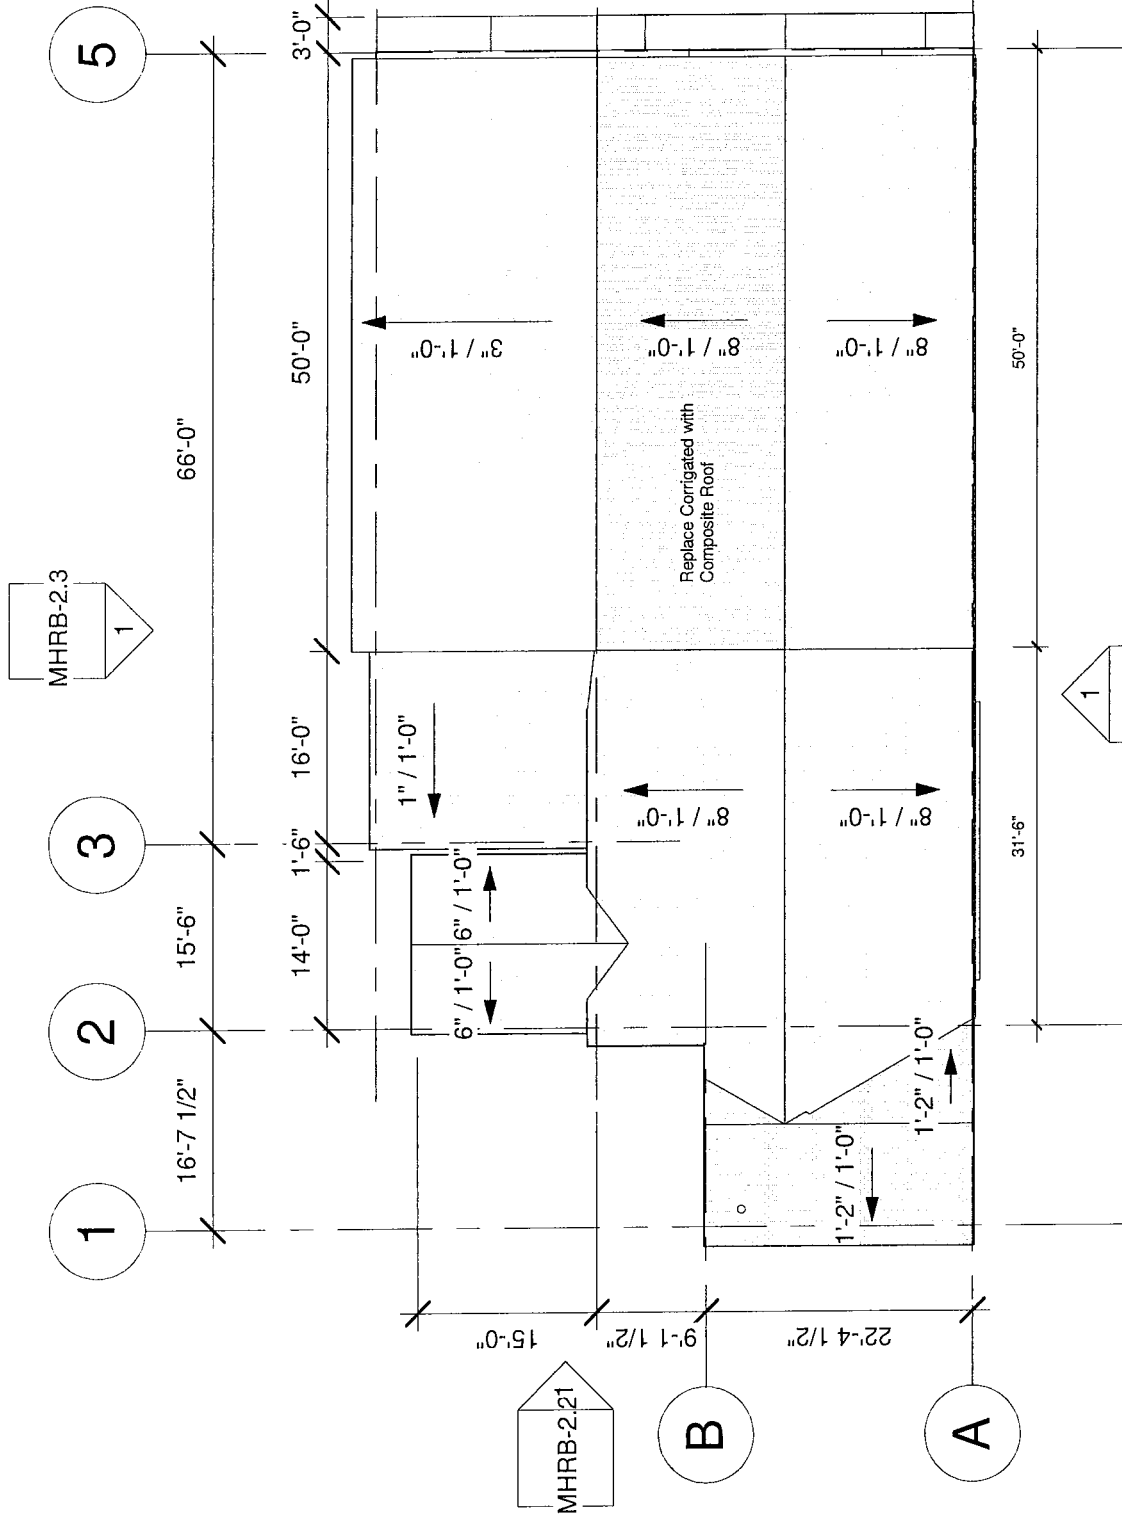 MHRB-2.3
1
1
2
3
5
16'-7 1/2"
15'-6"
66'-0"
14'-0"
1'-6"
16'-0"
50'-0"
3'-0"
6" / 1'-0"
6" / 1'-0"
1" / 1'-0"
3" / 1'-0"
8" / 1'-0"
8" / 1'-0"
8" / 1'-0"
8" / 1'-0"
Replace Corrigated with
Composite Roof
1'-2" / 1'-0"
1'-2" / 1'-0"
15'-0"
9'-1 1/2"
22'-4 1/2"
MHRB-2.21
B
A
31'-6"
50'-0"
1